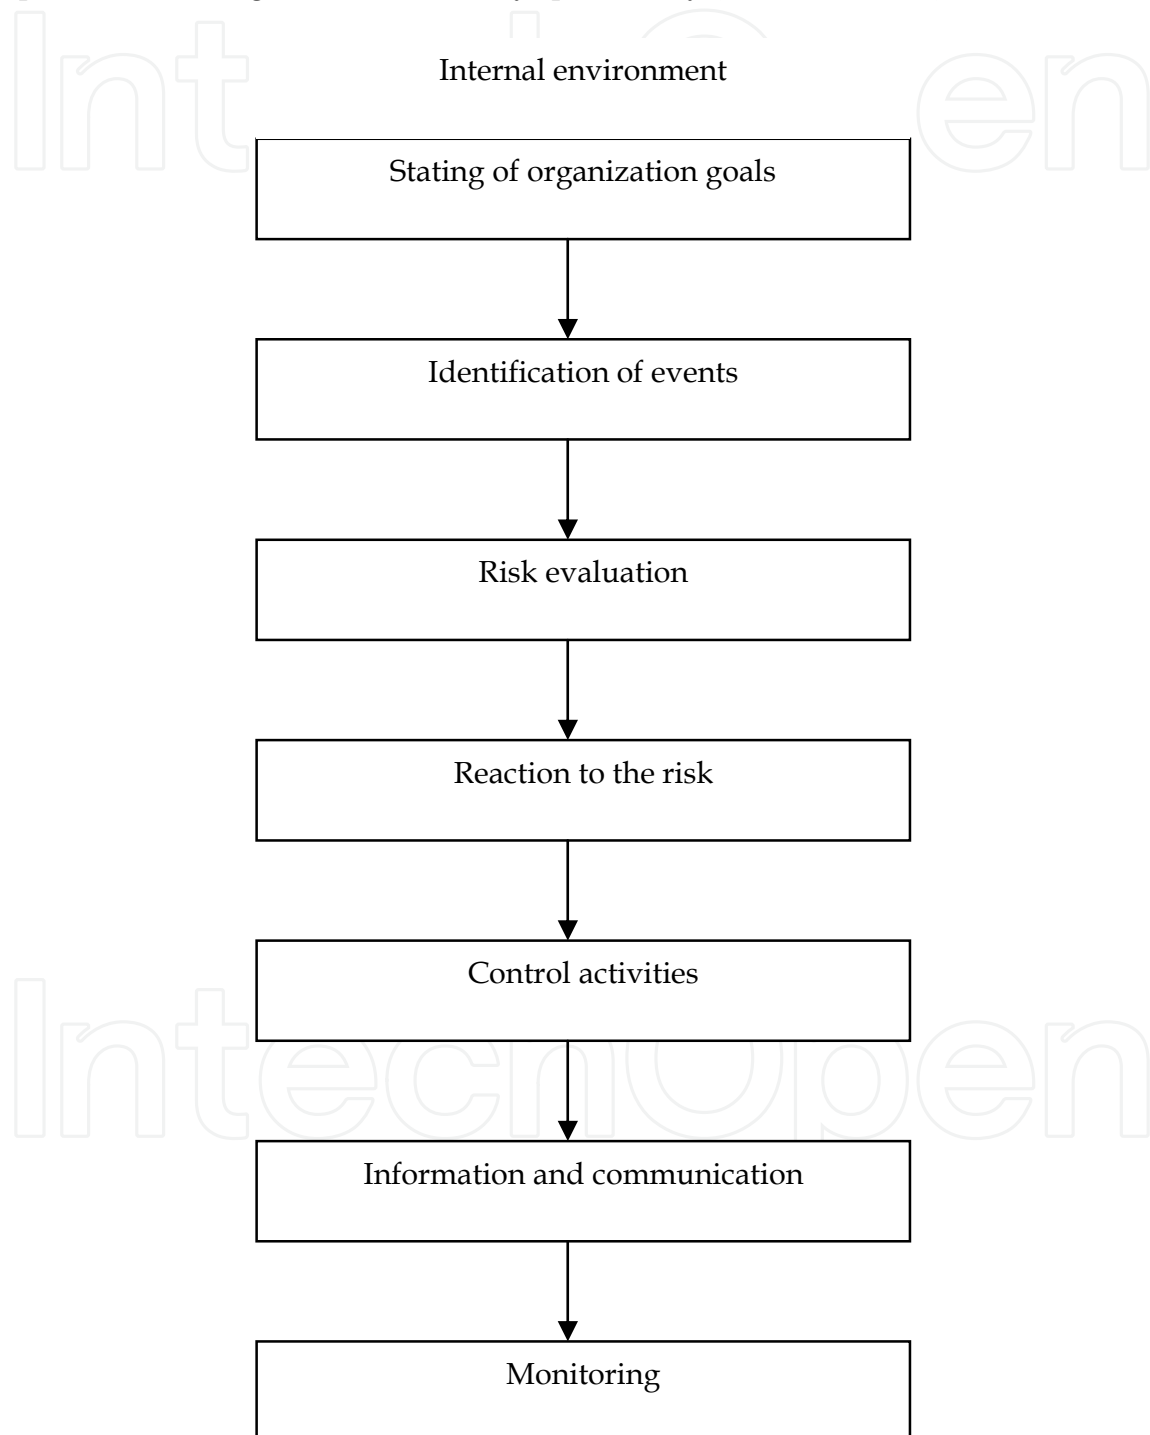 Internal environment
Stating of organization goals
Identification of events
Risk evaluation
Reaction to the risk
Control activities
IntechOpen
Information and communication
Monitoring